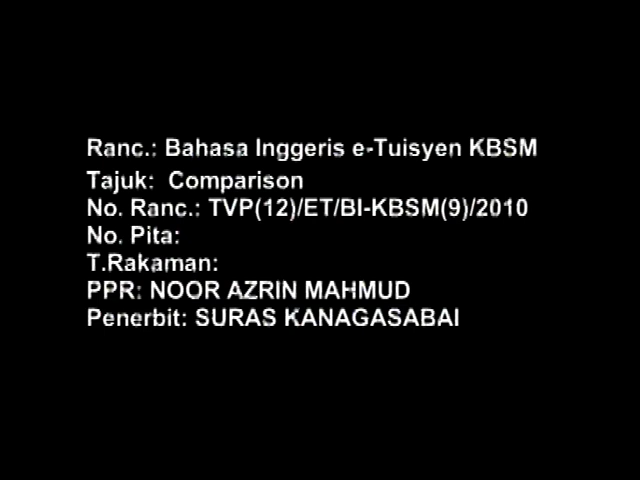 Ranc.: Bahasa Inggeris e-Tuisyen KBSM
Tajuk: Comparison
No. Ranc.: TVP(12)/ET/BI-KBSM(9)/2010
No. Pita:
T.Rakaman:
PPR: NOOR AZRIN MAHMUD
Penerbit: SURAS KANAGASABAI